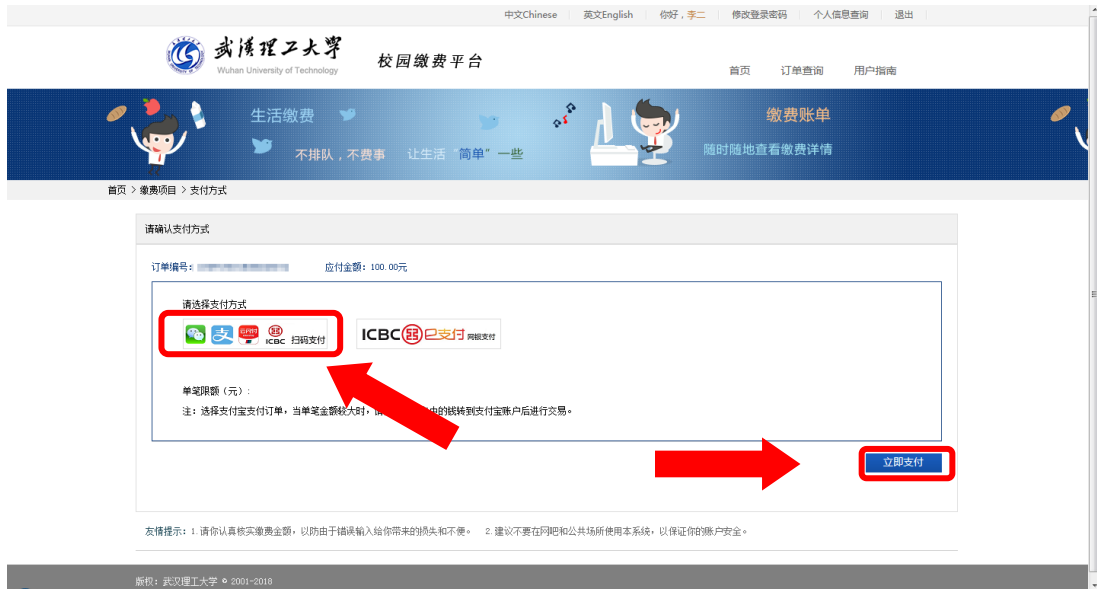 中文Chinese 英文English 你好，李二 修改登录密码 个人信息查询 退出
武汉理工大学
Wuhan University of Technology
校园缴费平台
首页 订单查询 用户指南
生活缴费
不排队，不费事 让生活“简单”一些
缴费账单
随时随地查看缴费详情
首页 > 缴费项目 > 支付方式
请确认支付方式
订单编号： 应付金额：100.00元
请选择支付方式
支 ICBC 扫码支付
ICBC 已支付 网银支付
单笔限额（元）：
注：选择支付宝支付订单，当单笔金额较大时， 中的钱转到支付宝账户后进行交易。
立即支付
友情提示：1.请你认真核实缴费金额，以防由于错误输入给你带来的损失和不便。 2.建议不要在网吧和公共场所使用本系统，以保证你的账户安全。
版权：武汉理工大学 © 2001-2018